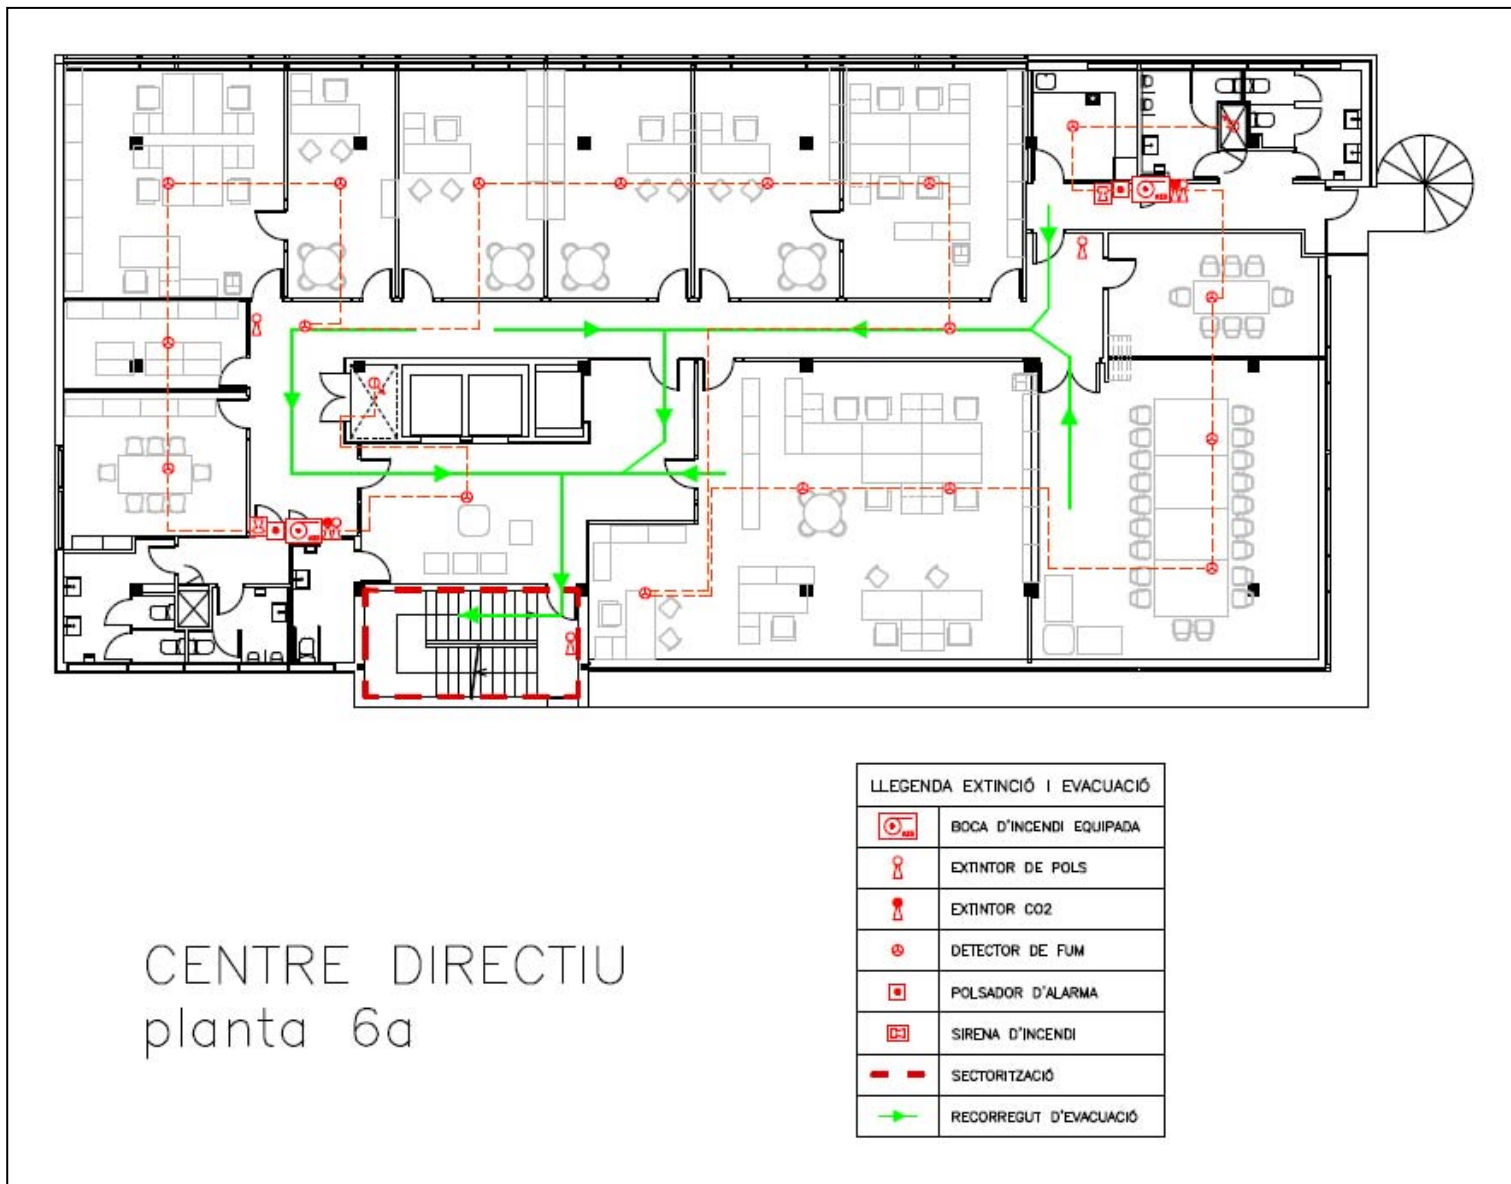 LLEGENDA EXTINCIÓ I EVACUACIÓ
BOCA D'INCENDI EQUIPADA
EXTINTOR DE POLS
EXTINTOR CO2
DETECTOR DE FUM
POLSADOR D'ALARMA
SIRENA D'INCENDI
SECTORITZACIÓ
RECORREGUT D'EVACUACIÓ
CENTRE DIRECTIU
planta 6a